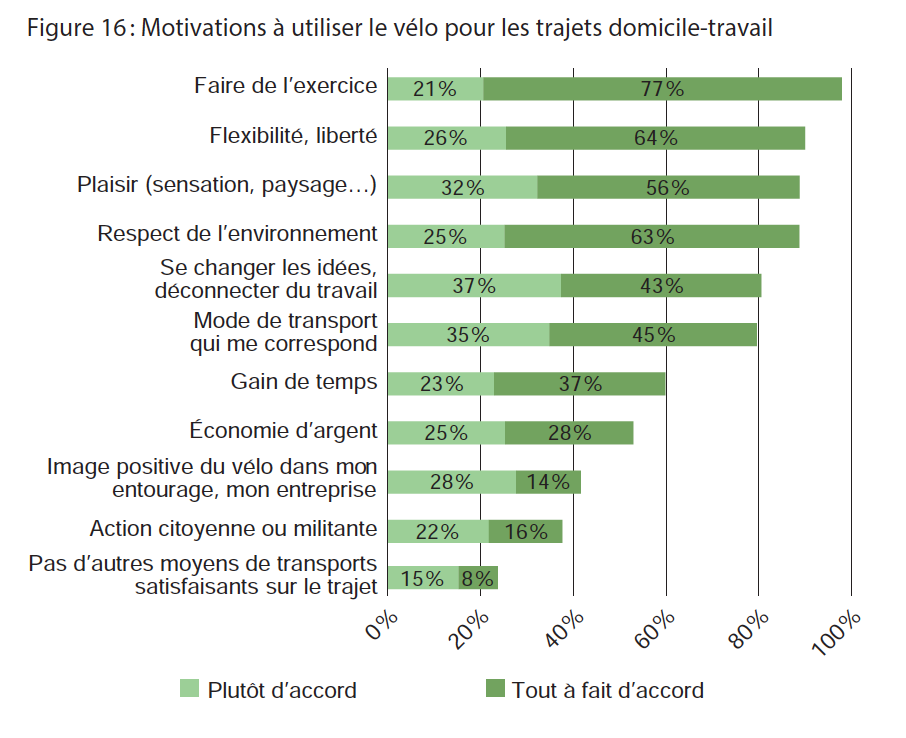 Figure 16 : Motivations à utiliser le vélo pour les trajets domicile-travail
Faire de l’exercice
21 % 77 %
Flexibilité, liberté
26 % 64 %
Plaisir (sensation, paysage…)
32 % 56 %
Respect de l’environnement
25 % 63 %
Se changer les idées,
déconnecter du travail
37 % 43 %
Mode de transport
qui me correspond
35 % 45 %
Gain de temps
23 % 37 %
Économie d’argent
25 % 28 %
Image positive du vélo dans mon
entourage, mon entreprise
28 % 14 %
Action citoyenne ou militante
22 % 16 %
Pas d’autres moyens de transports
satisfaisants sur le trajet
15 % 8 %
0% 20% 40% 60% 80% 100%
Plutôt d’accord Tout à fait d’accord